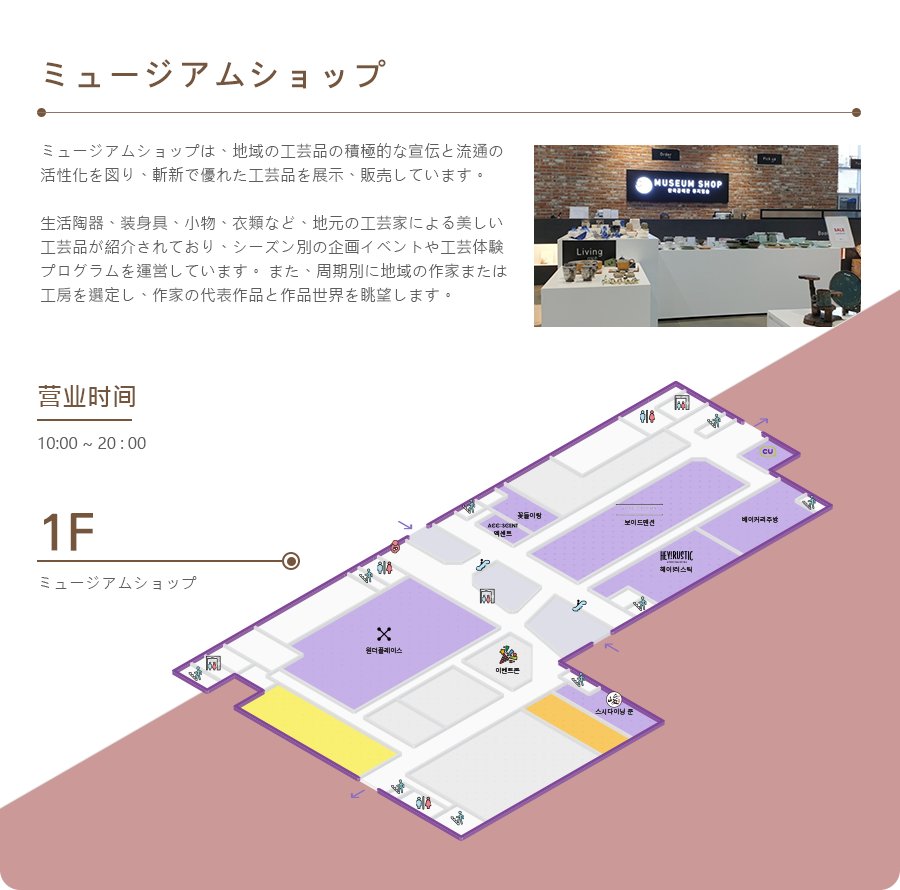 ミュージアムショップ
ミュージアムショップは、地域の工芸品の積極的な宣伝と流通の
活性化を図り、斬新で優れた工芸品を展示、販売しています。
生活陶器、装身具、小物、衣類など、地元の工芸家による美しい
工芸品が紹介されており、シーズン別の企画イベントや工芸体験
プログラムを運営しています。また、周期別に地域の作家または
工房を選定し、作家の代表作品と作品世界を眺望します。
Order
Pick up
MUSEUM SHOP
Living
SALE
营业时间
10:00 ~ 20 : 00
1F
ミュージアムショップ
CU
꽃들이랑
ACC:SCENT
액센트
보이드맨션
베이커리주방
HEY!RUSTIC
헤이!러스틱
원더플레이스
이벤트존
스시다이닝 쿤